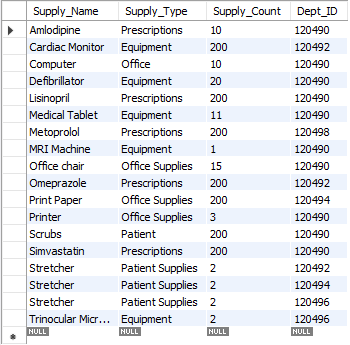 Supply_Name Supply_Type Supply_Count Dept_ID
Amlodipine Prescriptions 10 120490
Cardiac Monitor Equipment 200 120492
Computer Office 10 120490
Defibrillator Equipment 20 120490
Lisinopril Prescriptions 200 120490
Medical Tablet Equipment 11 120490
Metoprolol Prescriptions 200 120498
MRI Machine Equipment 1 120490
Office chair Office Supplies 15 120490
Omeprazole Prescriptions 200 120492
Print Paper Office Supplies 200 120494
Printer Office Supplies 3 120490
Scrubs Patient 200 120490
Simvastatin Prescriptions 200 120490
Stretcher Patient Supplies 2 120492
Stretcher Patient Supplies 2 120494
Stretcher Patient Supplies 2 120496
Trinocular Micr... Equipment 2 120496
NULL NULL NULL NULL